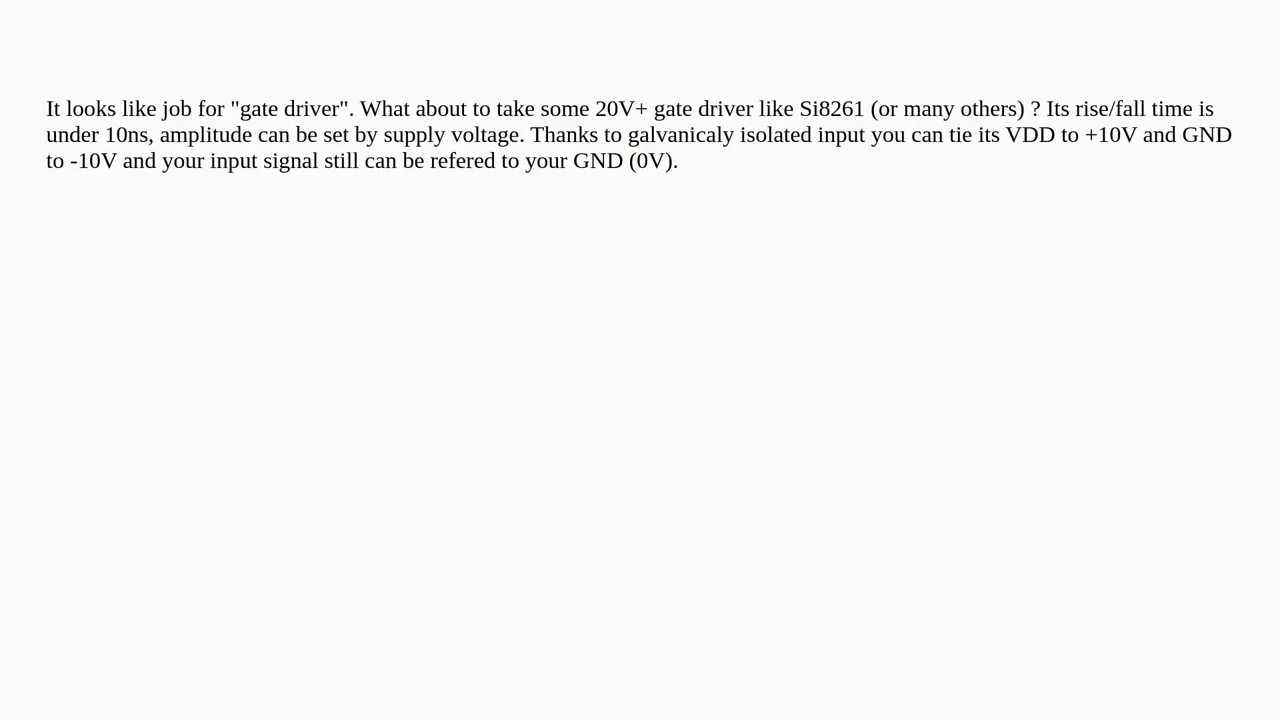 It looks like job for "gate driver". What about to take some 20V+ gate driver like Si8261 (or many others) ? Its rise/fall time is
under 10ns, amplitude can be set by supply voltage. Thanks to galvanicaly isolated input you can tie its VDD to +10V and GND
to -10V and your input signal still can be refered to your GND (0V).